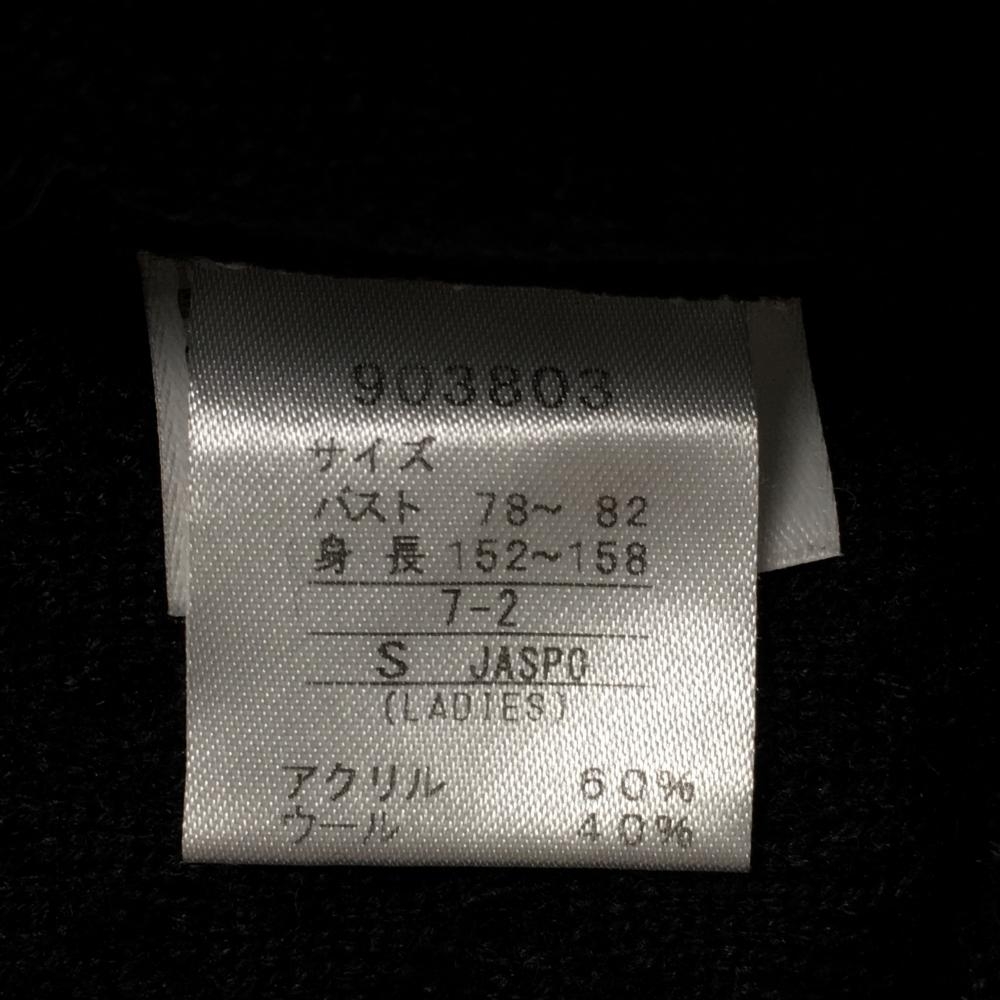 903803
サイズ
バスト 78~ 82
身 長 152~158
7-2
S JASPO
(LADIES)
アクリル 60%
ウール 40%